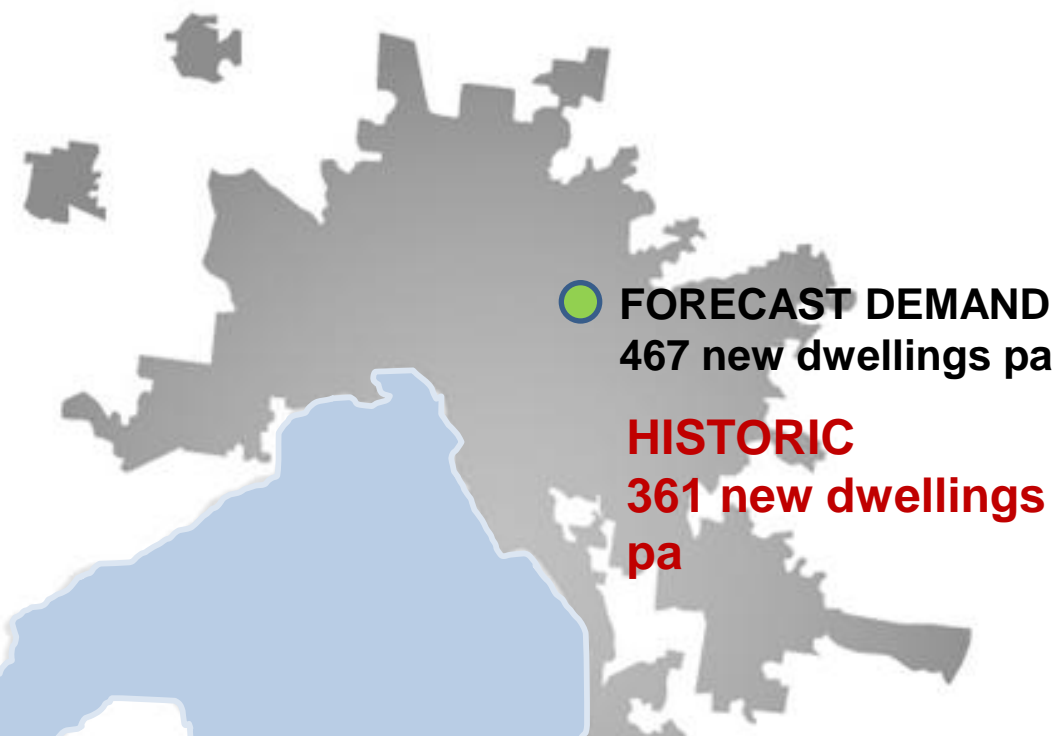 FORECAST DEMAND
467 new dwellings pa
HISTORIC
361 new dwellings
pa